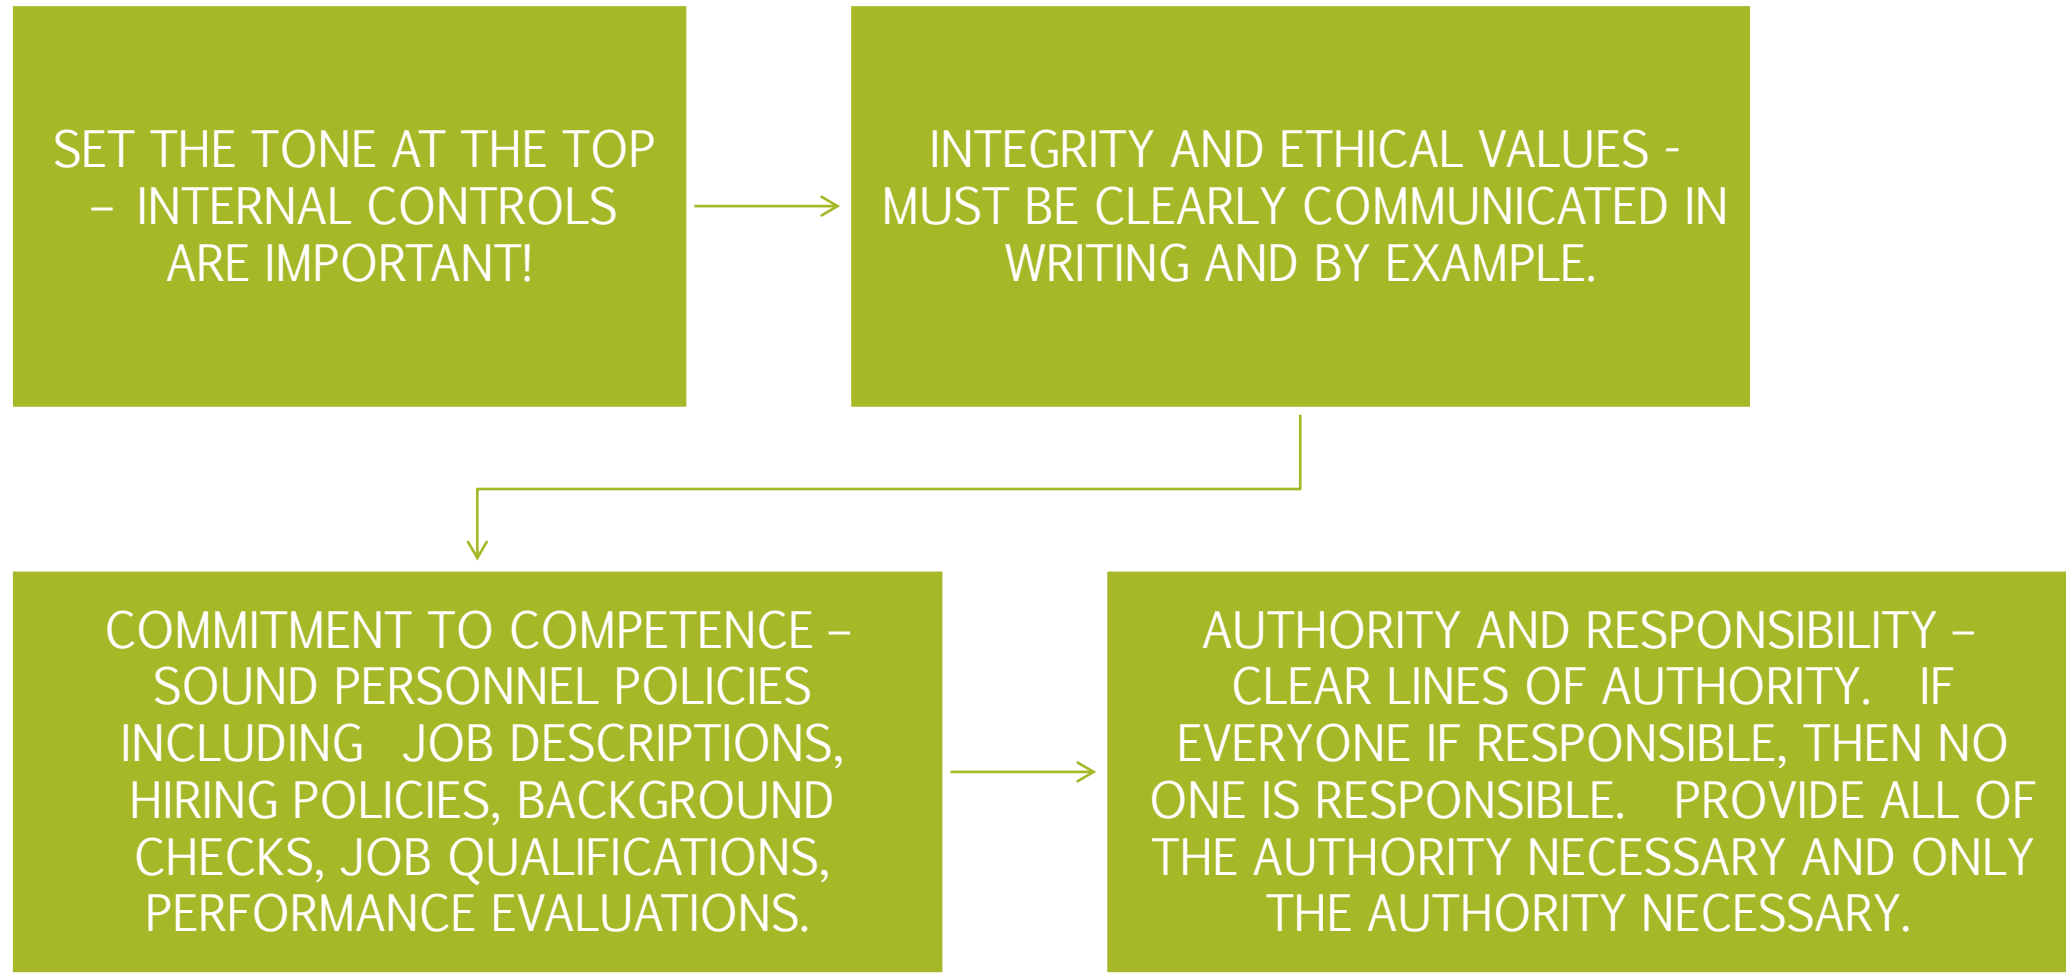 SET THE TONE AT THE TOP
– INTERNAL CONTROLS
ARE IMPORTANT!
INTEGRITY AND ETHICAL VALUES -
MUST BE CLEARLY COMMUNICATED IN
WRITING AND BY EXAMPLE.
COMMITMENT TO COMPETENCE –
SOUND PERSONNEL POLICIES
INCLUDING JOB DESCRIPTIONS,
HIRING POLICIES, BACKGROUND
CHECKS, JOB QUALIFICATIONS,
PERFORMANCE EVALUATIONS.
AUTHORITY AND RESPONSIBILITY –
CLEAR LINES OF AUTHORITY. IF
EVERYONE IF RESPONSIBLE, THEN NO
ONE IS RESPONSIBLE. PROVIDE ALL OF
THE AUTHORITY NECESSARY AND ONLY
THE AUTHORITY NECESSARY.